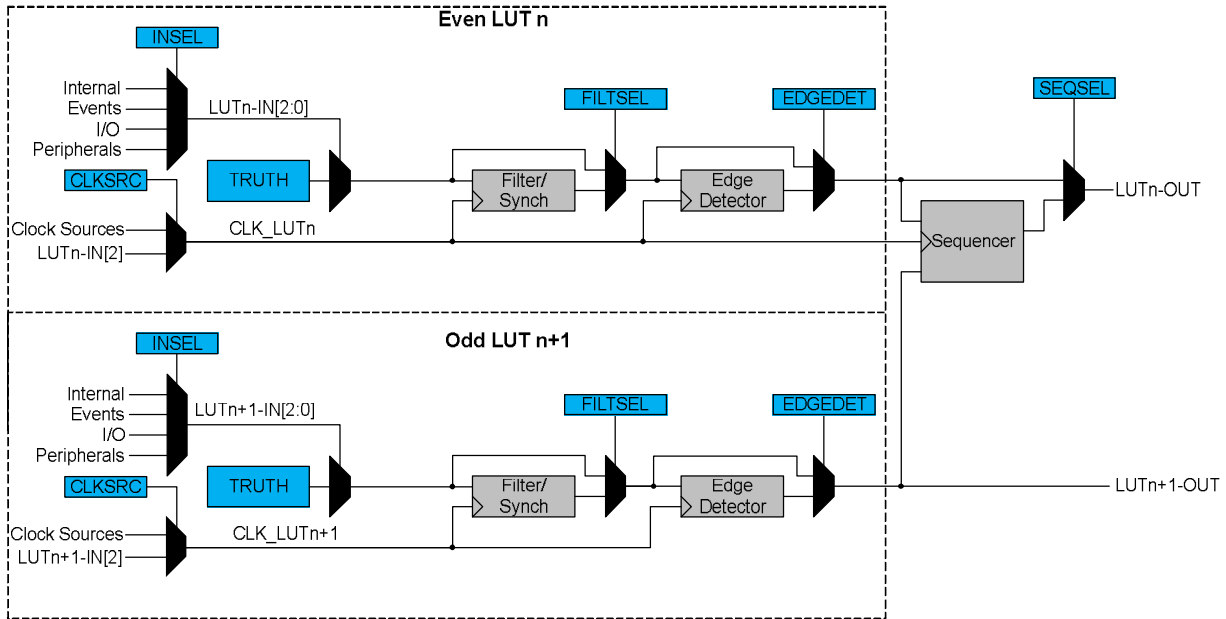 Even LUT n
INSEL
Internal
Events
I/O
Peripherals
LUTn-IN[2:0]
FILTSEL
EDGEDET
SEQSEL
CLKSRC
TRUTH
Filter/
Synch
Edge
Detector
LUTn-OUT
Clock Sources
LUTn-IN[2]
CLK_LUTn
Sequencer
Odd LUT n+1
INSEL
Internal
Events
I/O
Peripherals
LUTn+1-IN[2:0]
FILTSEL
EDGEDET
CLKSRC
TRUTH
Filter/
Synch
Edge
Detector
LUTn+1-OUT
Clock Sources
LUTn+1-IN[2]
CLK_LUTn+1